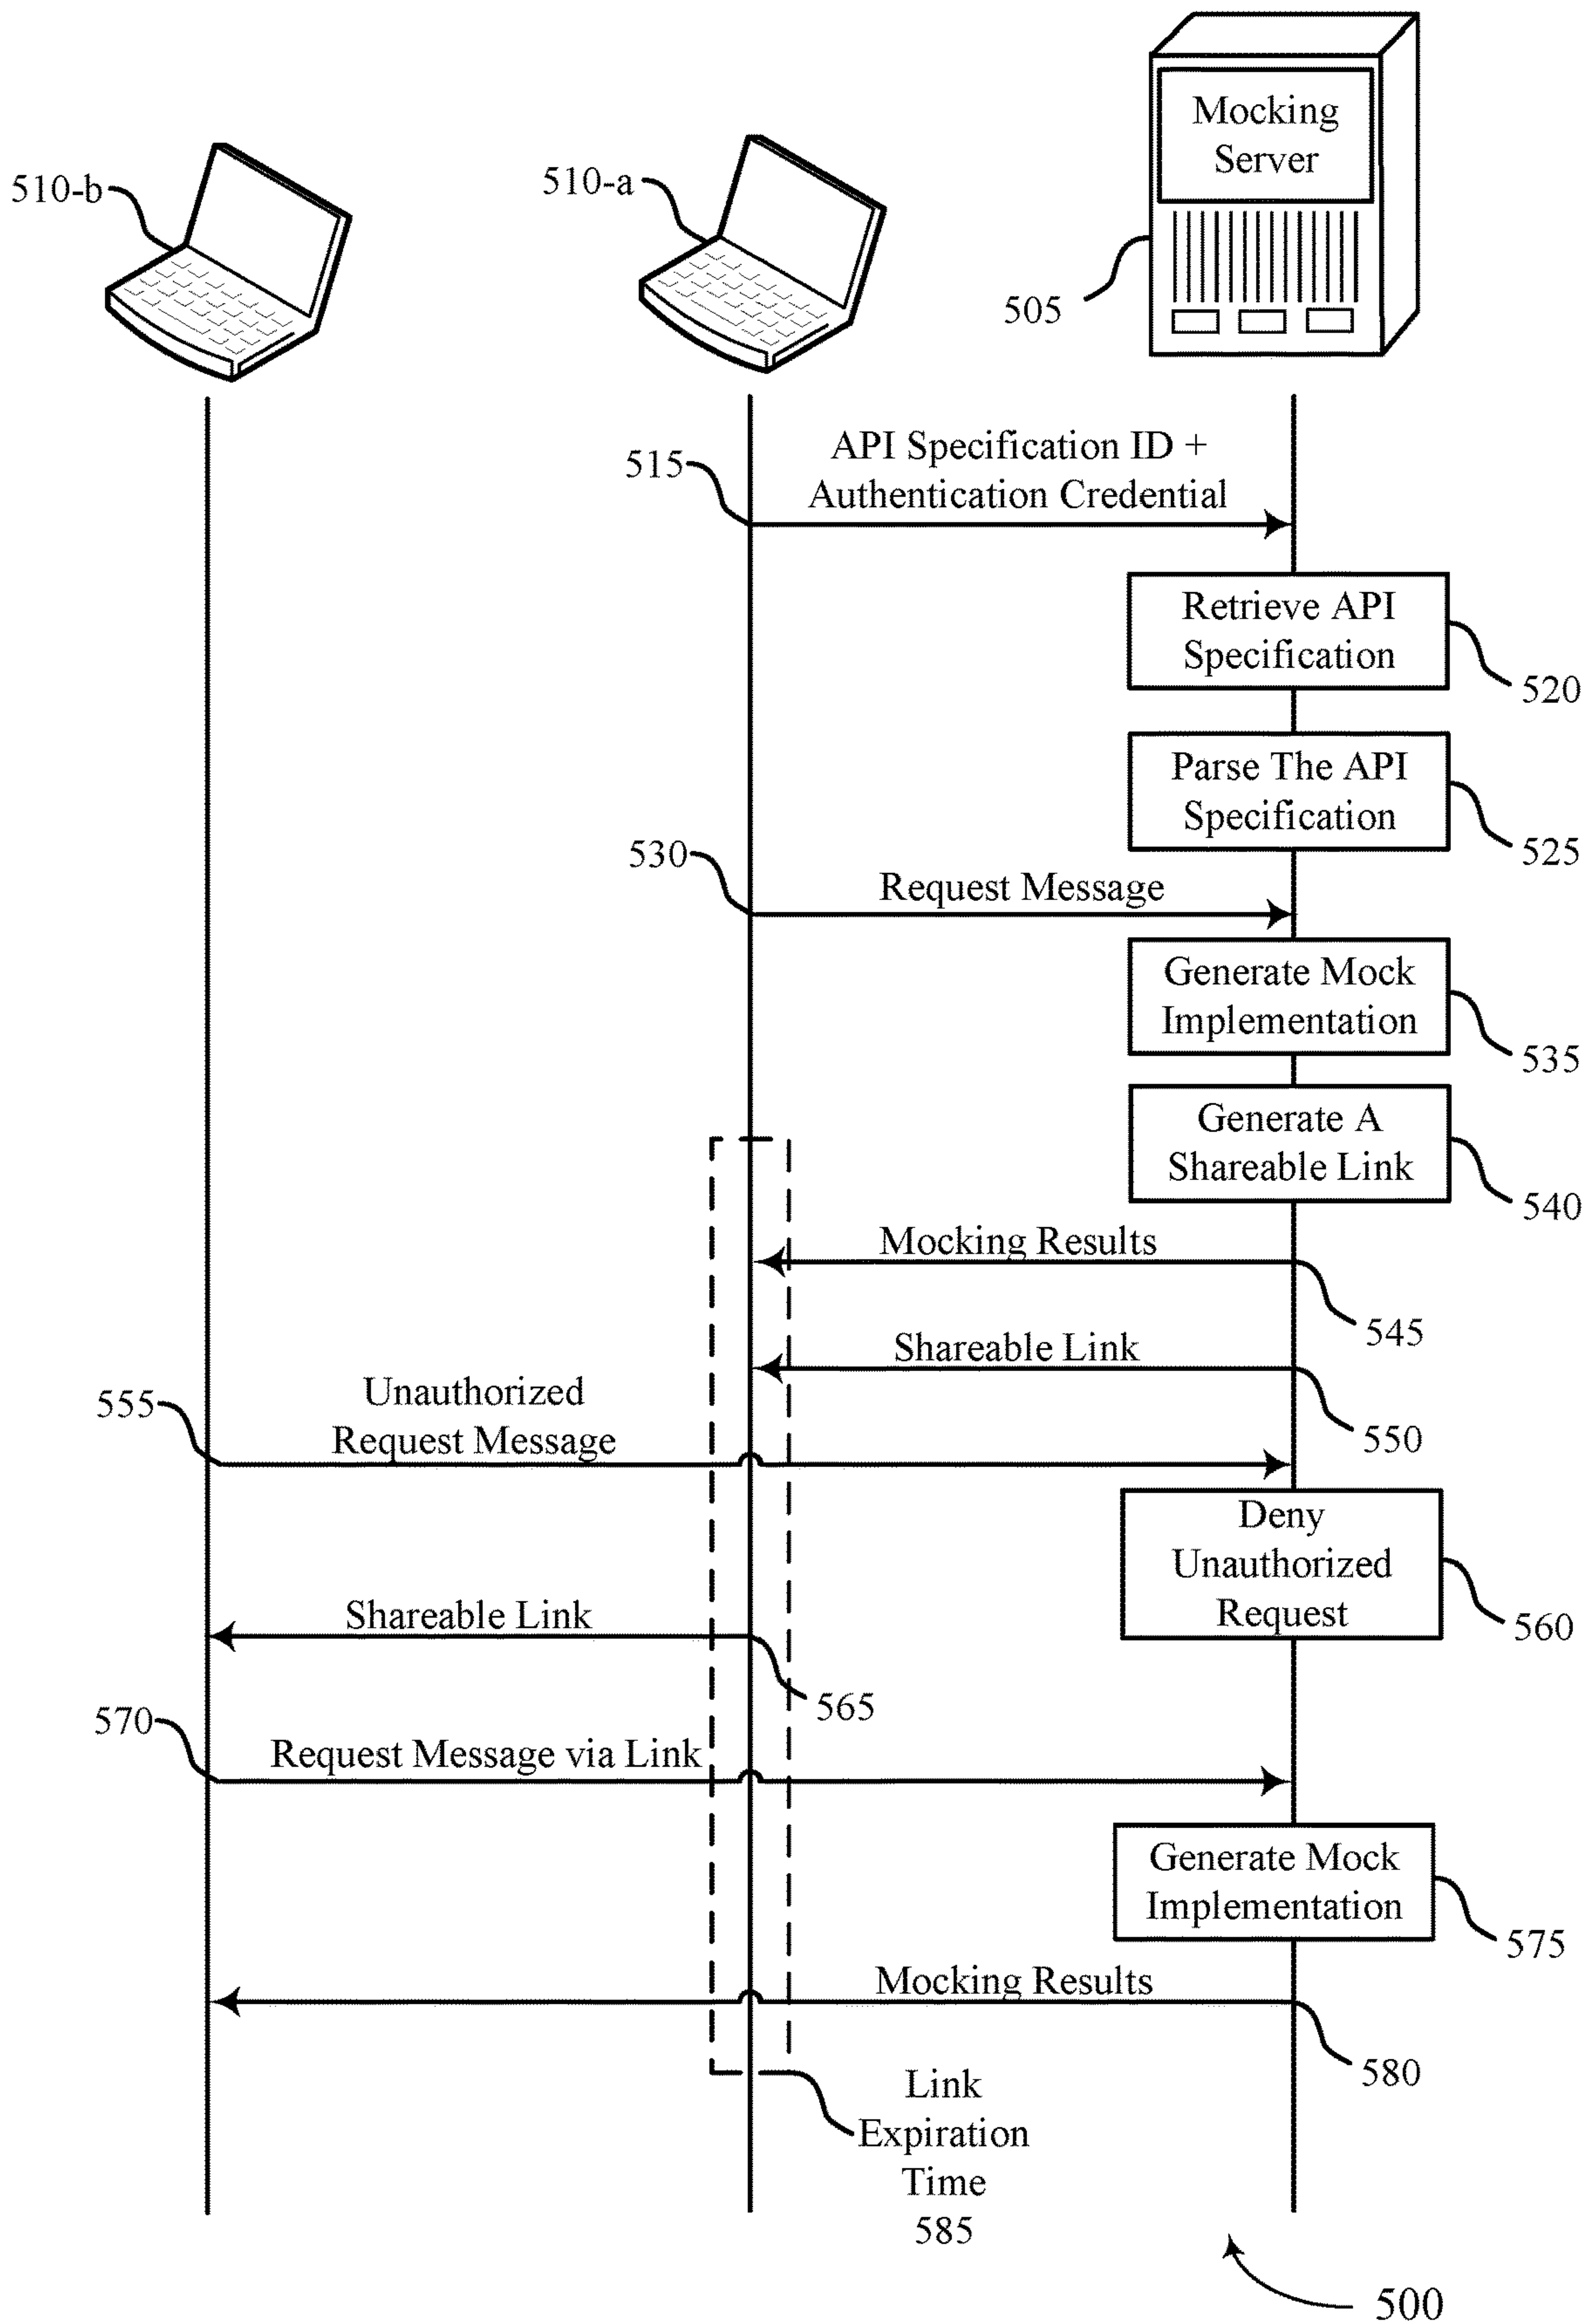 Mocking
Server
510-b
510-a
505
API Specification ID +
Authentication Credential
515
Retrieve API
Specification
520
Parse The API
Specification
525
530
Request Message
Generate Mock
Implementation
535
Generate A
Shareable Link
540
Mocking Results
545
Shareable Link
550
555
Unauthorized
Request Message
Deny
Unauthorized
Request
560
Shareable Link
565
570
Request Message via Link
Generate Mock
Implementation
575
Mocking Results
580
Link
Expiration
Time
585
500